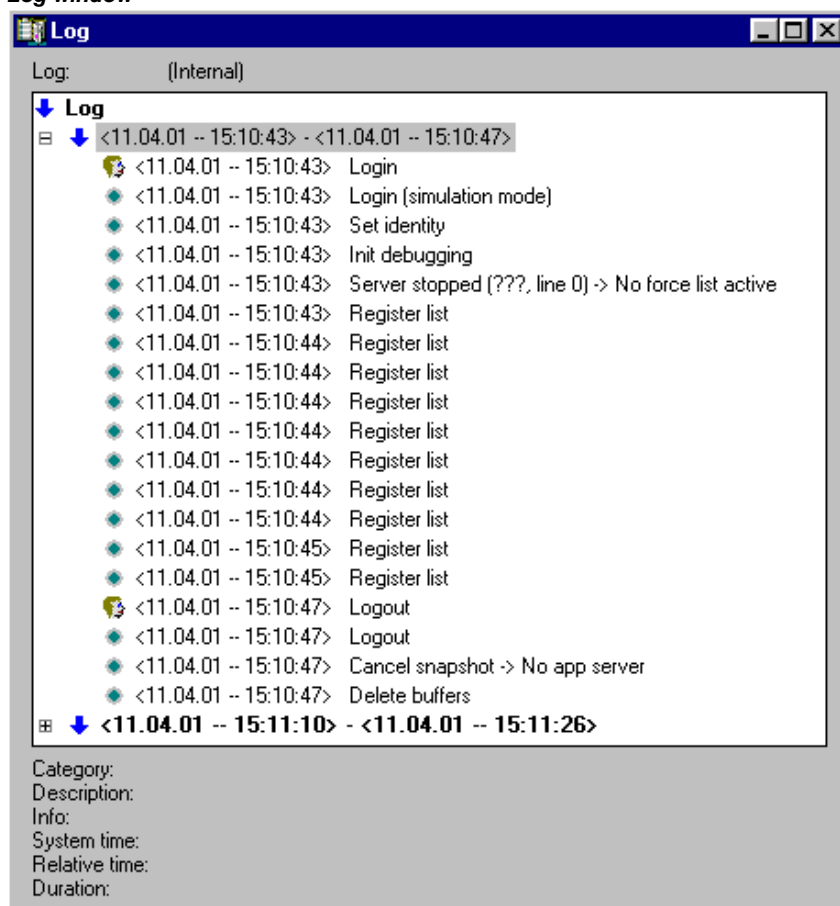 Log window
Log
Log: (Internal)
Log
<11.04.01 -- 15:10:43> - <11.04.01 -- 15:10:47>
<11.04.01 -- 15:10:43> Login
<11.04.01 -- 15:10:43> Login (simulation mode)
<11.04.01 -- 15:10:43> Set identity
<11.04.01 -- 15:10:43> Init debugging
<11.04.01 -- 15:10:43> Server stopped (???, line 0) -> No force list active
<11.04.01 -- 15:10:43> Register list
<11.04.01 -- 15:10:44> Register list
<11.04.01 -- 15:10:44> Register list
<11.04.01 -- 15:10:44> Register list
<11.04.01 -- 15:10:44> Register list
<11.04.01 -- 15:10:44> Register list
<11.04.01 -- 15:10:44> Register list
<11.04.01 -- 15:10:44> Register list
<11.04.01 -- 15:10:45> Register list
<11.04.01 -- 15:10:45> Register list
<11.04.01 -- 15:10:47> Logout
<11.04.01 -- 15:10:47> Logout
<11.04.01 -- 15:10:47> Cancel snapshot -> No app server
<11.04.01 -- 15:10:47> Delete buffers
<11.04.01 -- 15:11:10> - <11.04.01 -- 15:11:26>
Category:
Description:
Info:
System time:
Relative time:
Duration: